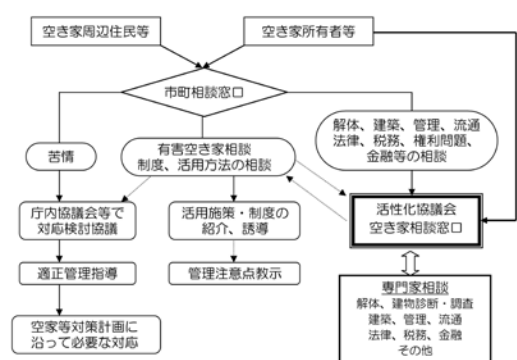 空き家周辺住民等
空き家所有者等
市町相談窓口
苦情
有害空き家相談
制度、活用方法の相談
解体、建築、管理、流通
法律、税務、権利問題、
金融等の相談
庁内協議会等で
対応検討協議
活用施策・制度の
紹介、誘導
活性化協議会
空き家相談窓口
適正管理指導
管理注意点教示
空家等対策計画に
沿って必要な対応
専門家相談
解体、建物診断・調査
建築、管理、流通
法律、税務、金融
その他